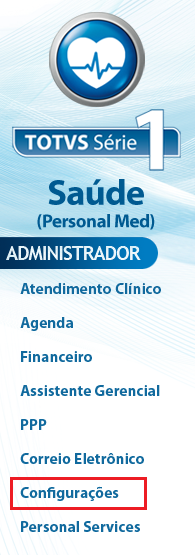 TOTVS Série 1
Saúde
(Personal Med)
ADMINISTRADOR
Atendimento Clínico
Agenda
Financeiro
Assistente Gerencial
PPP
Correio Eletrônico
Configurações
Personal Services